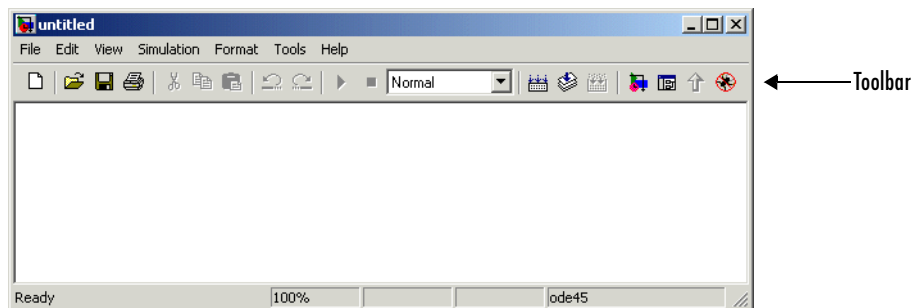 untitled
File Edit View Simulation Format Tools Help
Normal
Toolbar
Ready 100% ode45